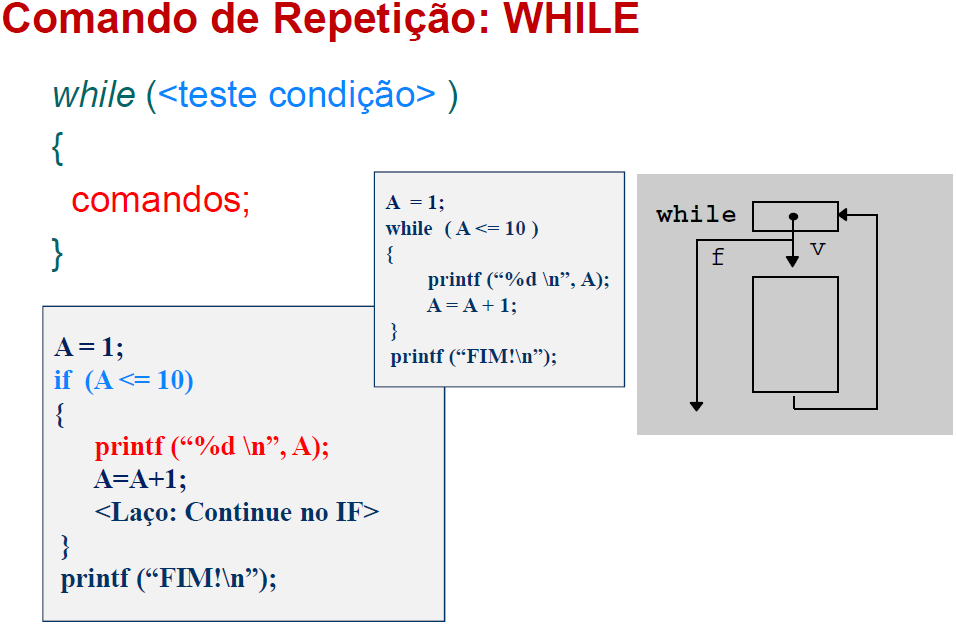 Comando de Repetição: WHILE
while (<teste condição> )
{
comandos;
}
A = 1;
while ( A <= 10 )
{
printf (“%d \n”, A);
A = A + 1;
}
printf (“FIM!\n”);
while
f
v
A = 1;
if (A <= 10)
{
printf (“%d \n”, A);
A=A+1;
<Laço: Continue no IF>
}
printf (“FIM!\n”);